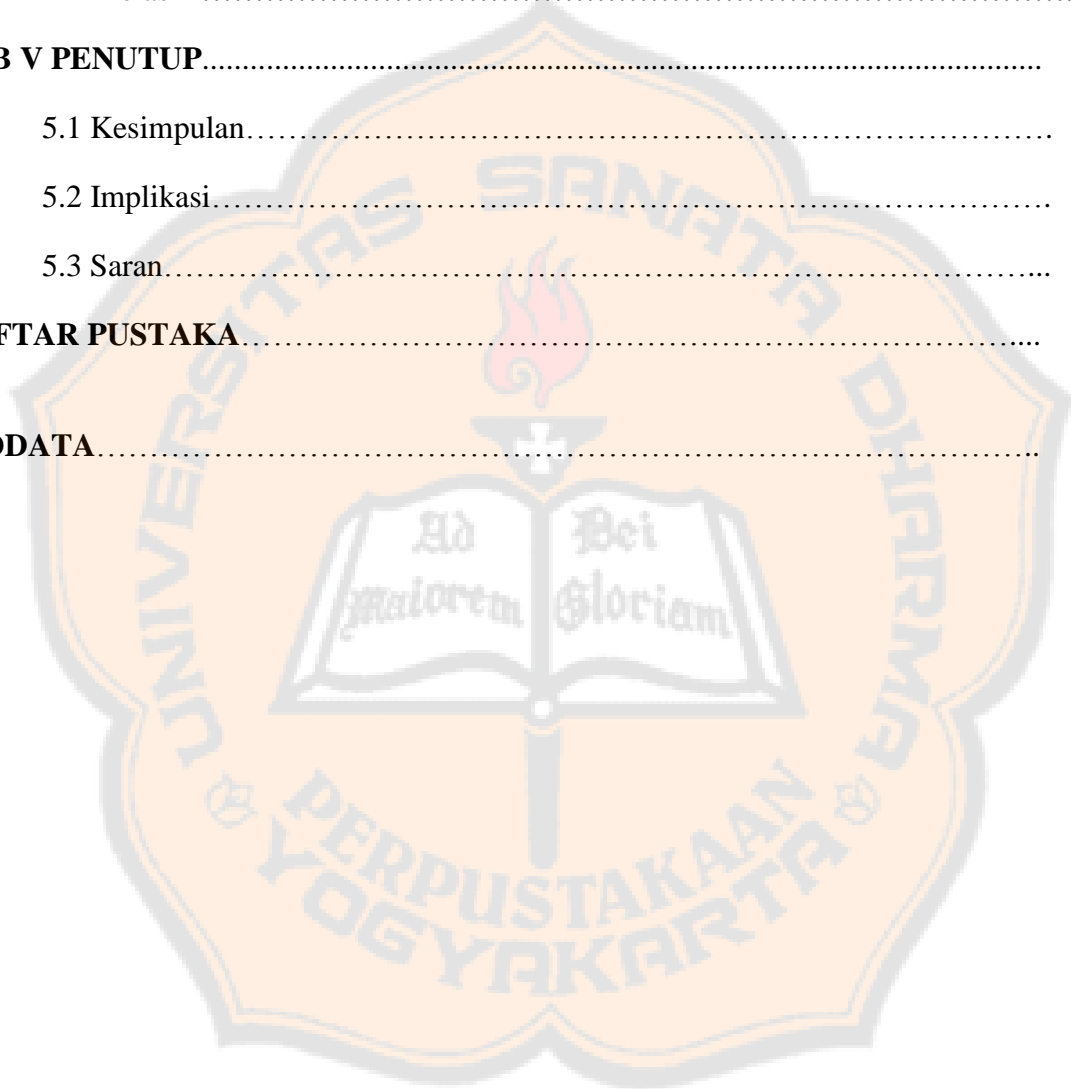 B V PENUTUP..........................................................................................................
5.1 Kesimpulan……………………………………………………………………….
5.2 Implikasi………………………………………………………………………….
5.3 Saran……………………………………………………………………………...
FTAR PUSTAKA…………………………………………………………………....
ODATA…………………………………………………………………………………..
UNIVERSITAS SANATA DHARMA
Ad Dei
Maiorem Gloriam
PERPUSTAKAAN
YOGYAKARTA